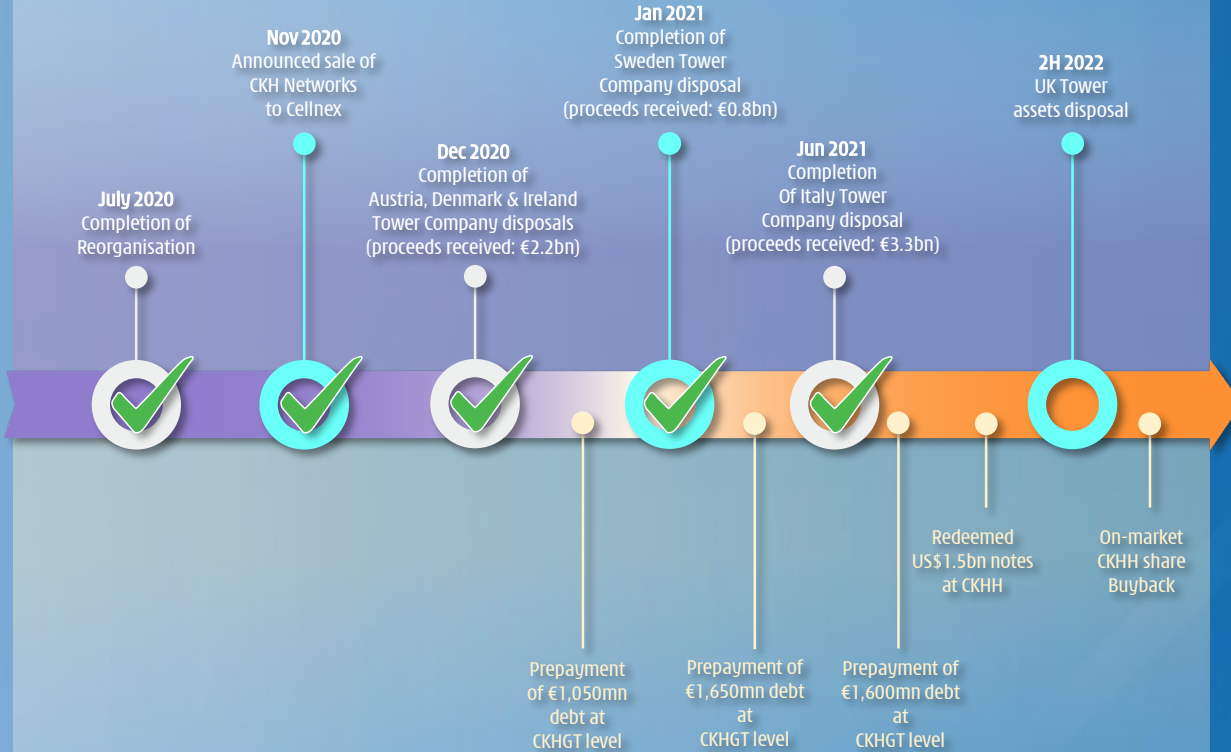 July 2020
Completion of
Reorganisation
Nov 2020
Announced sale of
CKH Networks
to Cellnex
Dec 2020
Completion of
Austria, Denmark & Ireland
Tower Company disposals
(proceeds received: €2.2bn)
Jan 2021
Completion of
Sweden Tower
Company disposal
(proceeds received: €0.8bn)
Jun 2021
Completion
Of Italy Tower
Company disposal
(proceeds received: €3.3bn)
2H 2022
UK Tower
assets disposal
Prepayment
of €1,050mn
debt at
CKHGT level
Prepayment of
€1,650mn debt
at
CKHGT level
Prepayment of
€1,600mn debt
at
CKHGT level
Redeemed
US$1.5bn notes
at CKHH
On-market
CKHH share
Buyback